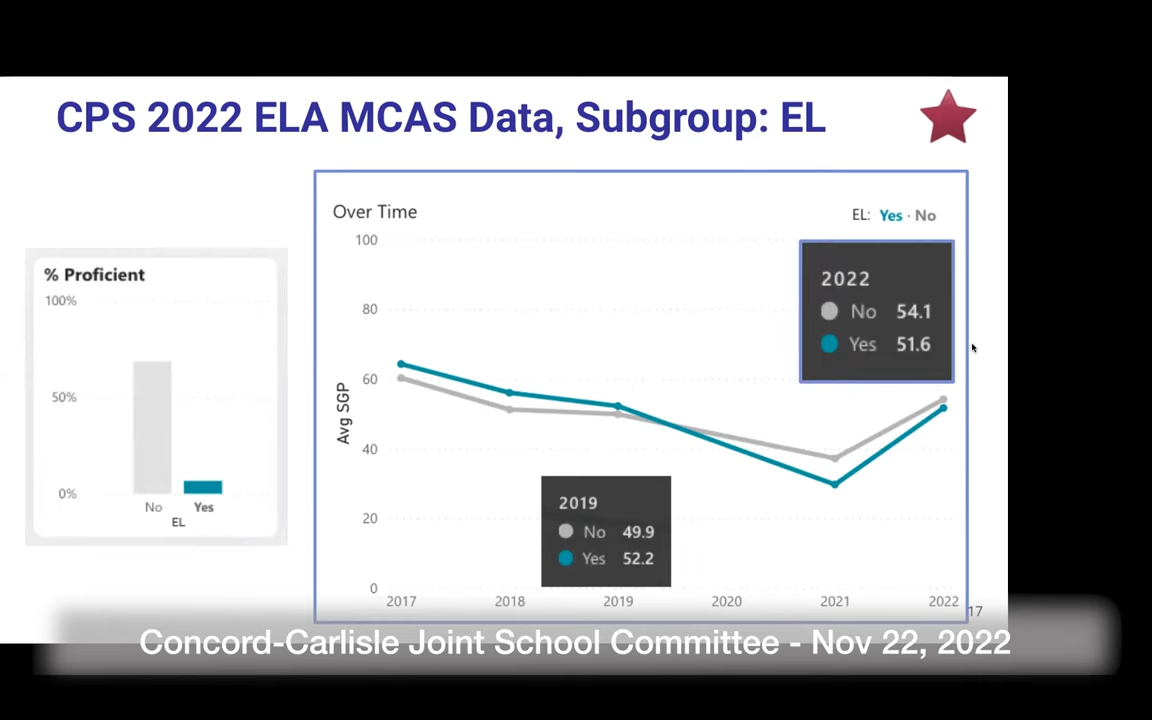 CPS 2022 ELA MCAS Data, Subgroup: EL
% Proficient
100%
50%
0%
No Yes
EL
Over Time
EL: Yes · No
100
80
60
40
20
0
Avg SGP
2022
No 54.1
Yes 51.6
2019
No 49.9
Yes 52.2
2017 2018 2019 2020 2021 2022
17
Concord-Carlisle Joint School Committee - Nov 22, 2022